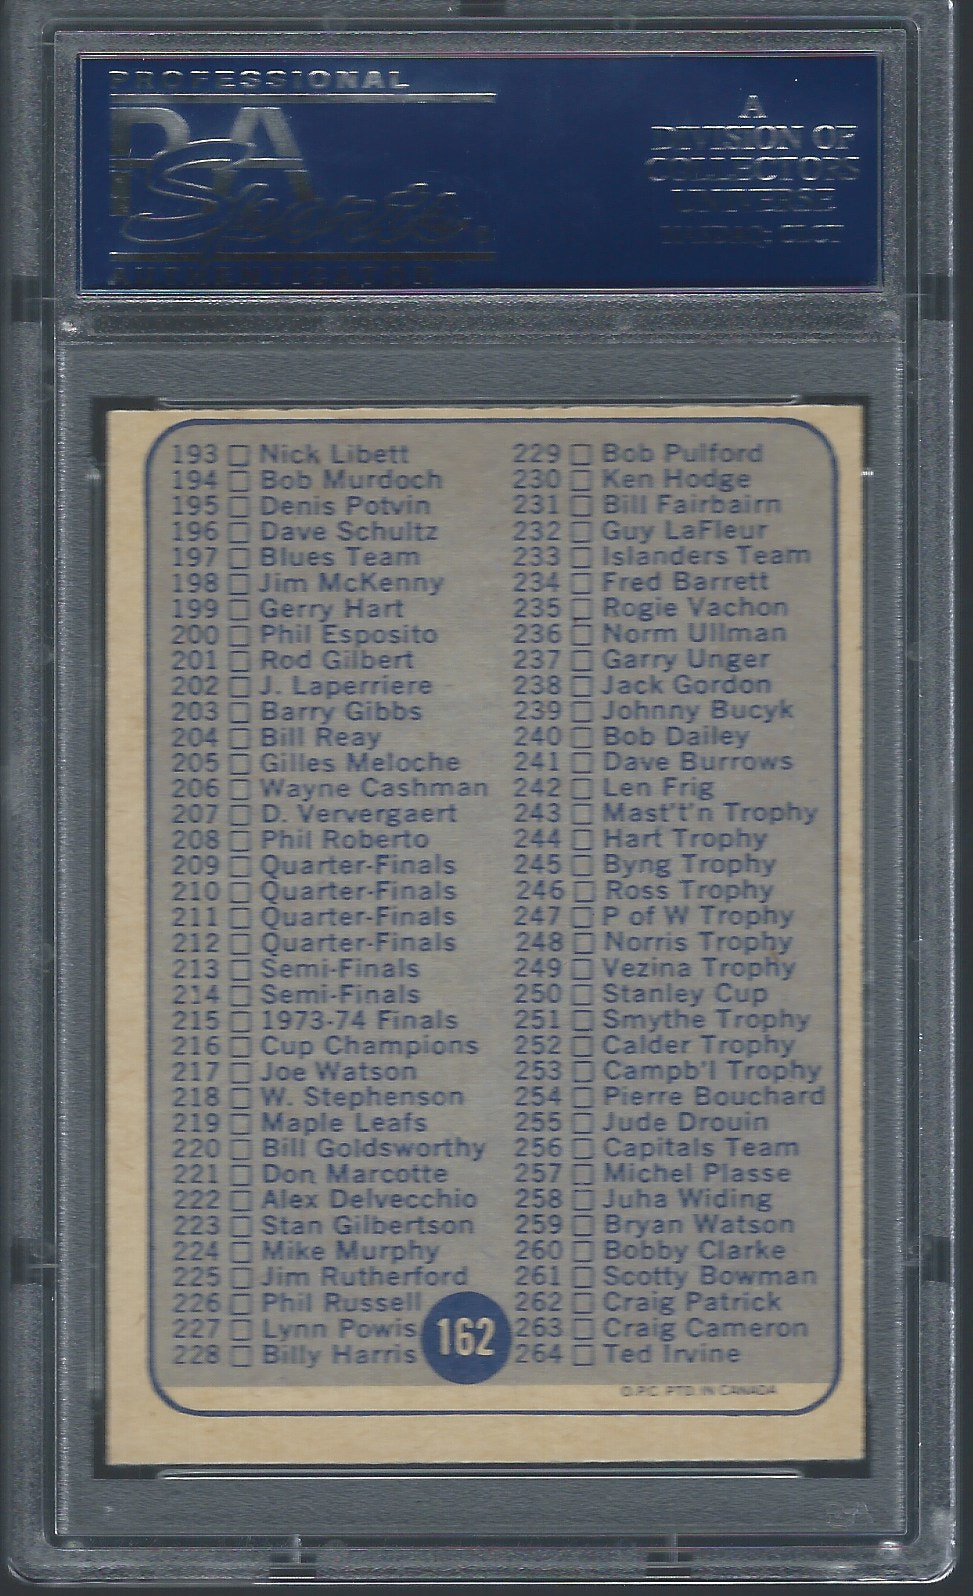 PROFESSIONAL
PSA
Sports
AUTHENTICATOR
A
DIVISION OF
COLLECTORS
UNIVERSE
NASDAQ: CLCT
193 Nick Libett
194 Bob Murdoch
195 Denis Potvin
196 Dave Schultz
197 Blues Team
198 Jim McKenny
199 Gerry Hart
200 Phil Esposito
201 Rod Gilbert
202 J. Laperriere
203 Barry Gibbs
204 Bill Reay
205 Gilles Meloche
206 Wayne Cashman
207 D. Ververgaert
208 Phil Roberto
209 Quarter-Finals
210 Quarter-Finals
211 Quarter-Finals
212 Quarter-Finals
213 Semi-Finals
214 Semi-Finals
215 1973-74 Finals
216 Cup Champions
217 Joe Watson
218 W. Stephenson
219 Maple Leafs
220 Bill Goldsworthy
221 Don Marcotte
222 Alex Delvecchio
223 Stan Gilbertson
224 Mike Murphy
225 Jim Rutherford
226 Phil Russell
227 Lynn Powis
228 Billy Harris
229 Bob Pulford
230 Ken Hodge
231 Bill Fairbairn
232 Guy LaFleur
233 Islanders Team
234 Fred Barrett
235 Rogie Vachon
236 Norm Ullman
237 Garry Unger
238 Jack Gordon
239 Johnny Bucyk
240 Bob Dailey
241 Dave Burrows
242 Len Frig
243 Mast't'n Trophy
244 Hart Trophy
245 Byng Trophy
246 Ross Trophy
247 P of W Trophy
248 Norris Trophy
249 Vezina Trophy
250 Stanley Cup
251 Smythe Trophy
252 Calder Trophy
253 Campb'l Trophy
254 Pierre Bouchard
255 Jude Drouin
256 Capitals Team
257 Michel Plasse
258 Juha Widing
259 Bryan Watson
260 Bobby Clarke
261 Scotty Bowman
262 Craig Patrick
263 Craig Cameron
264 Ted Irvine
162
O.P.C. PTD. IN CANADA